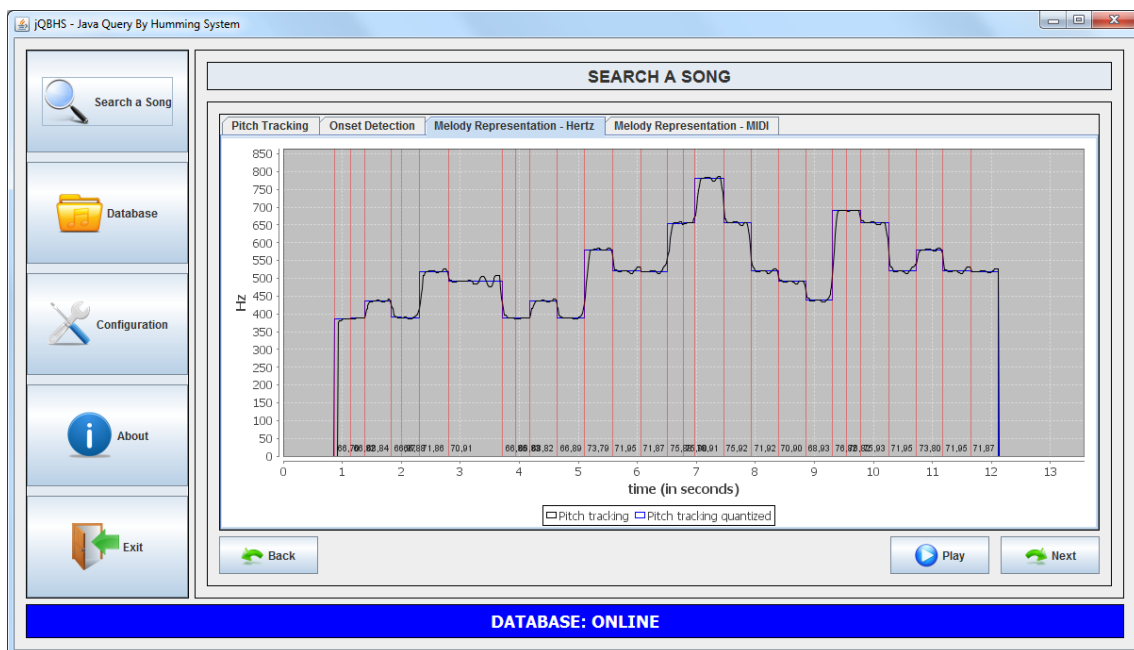 jQBHS - Java Query By Humming System
Search a Song
Database
Configuration
About
Exit
SEARCH A SONG
Pitch Tracking Onset Detection Melody Representation - Hertz Melody Representation - MIDI
850
800
750
700
650
600
550
500
450
400
350
300
250
200
150
100
50
0
Hz
71,86 70,91 66,89 73,79 71,95 71,87 75,92 71,92 70,90 68,93 71,95 73,80 71,95 71,87
0 1 2 3 4 5 6 7 8 9 10 11 12 13
time (in seconds)
Pitch tracking Pitch tracking quantized
Back Play Next
DATABASE: ONLINE